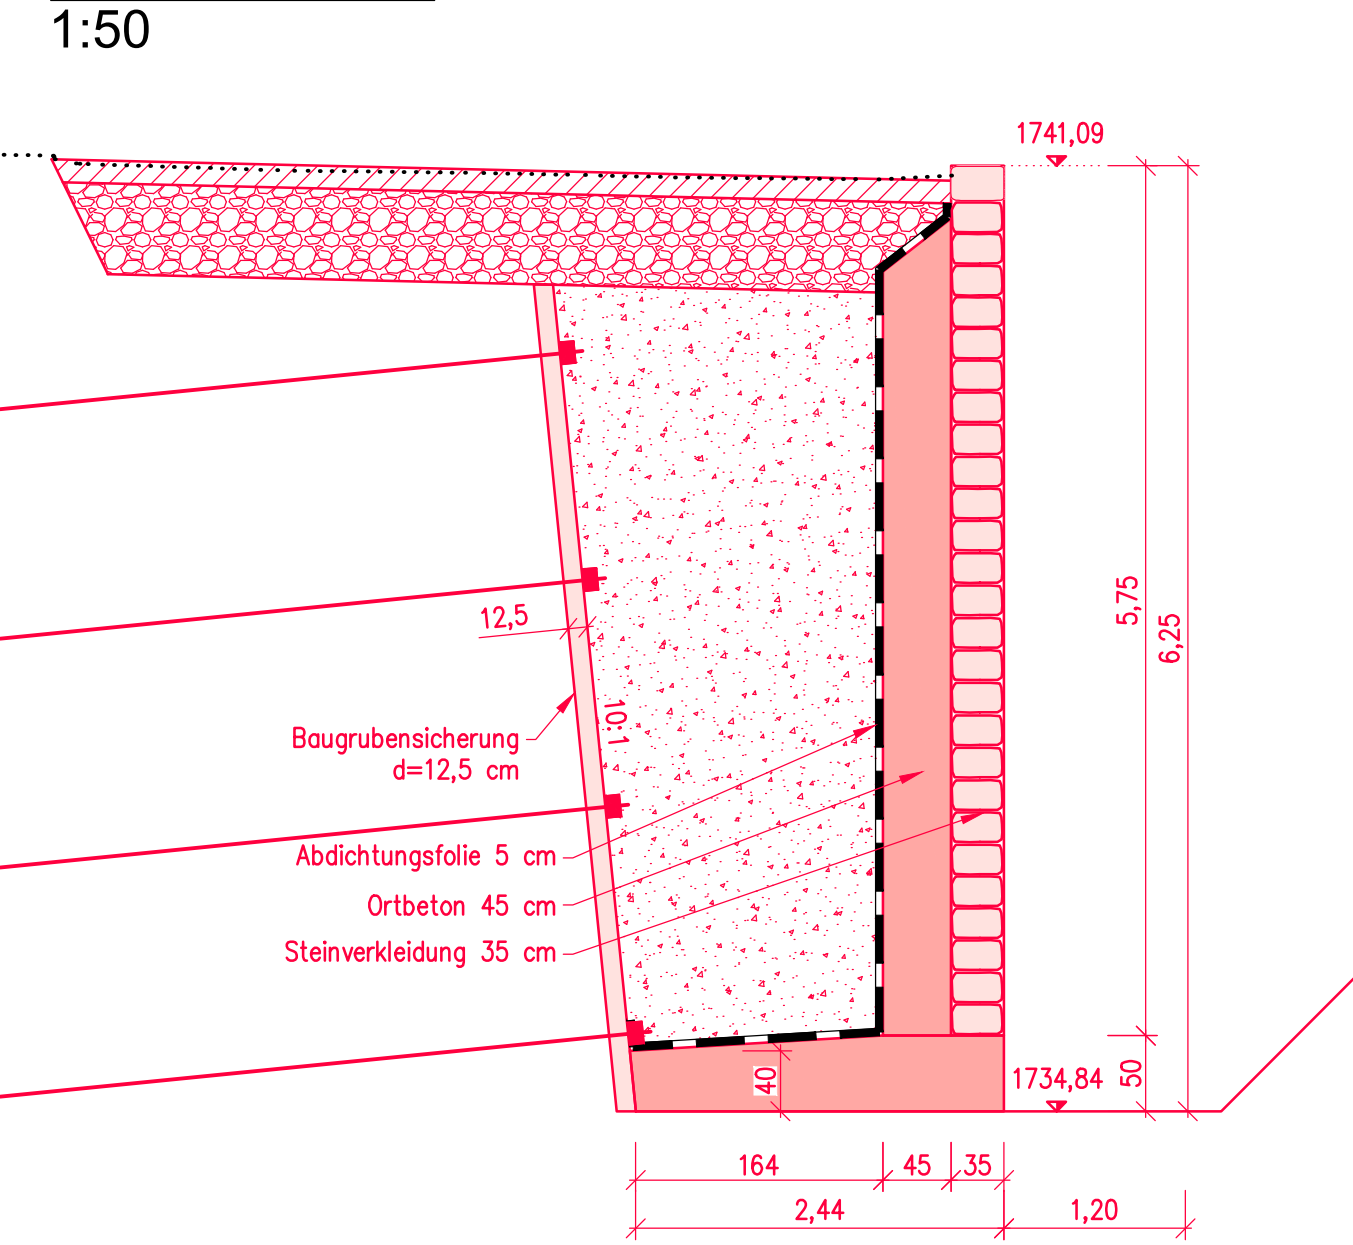 1:50
1741,09
12,5
5,75
6,25
10:1
Baugrubensicherung
d=12,5 cm
Abdichtungsfolie 5 cm
Ortbeton 45 cm
Steinverkleidung 35 cm
40
1734,84
50
164
45
35
2,44
1,20